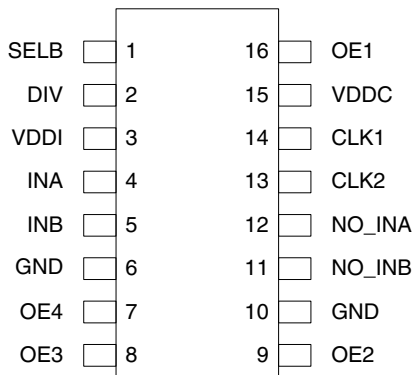 SELB 1 16 OE1
DIV 2 15 VDDC
VDDI 3 14 CLK1
INA 4 13 CLK2
INB 5 12 NO_INA
GND 6 11 NO_INB
OE4 7 10 GND
OE3 8 9 OE2